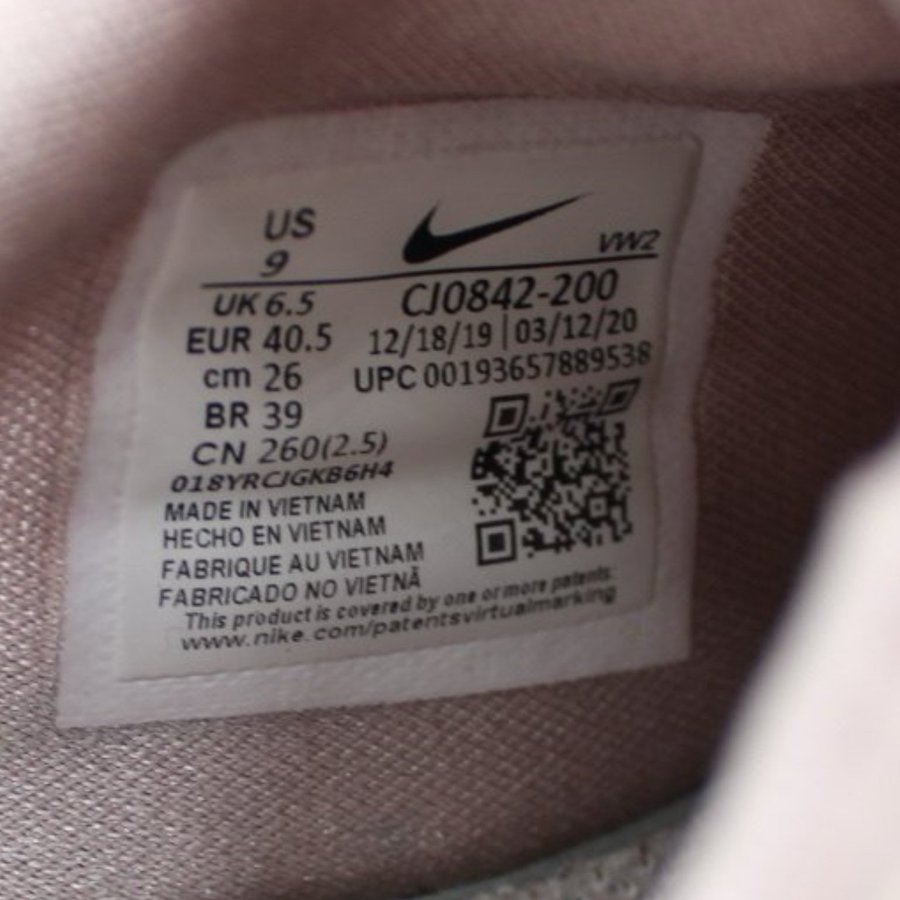 US
9
VW2
UK 6.5
CJ0842-200
EUR 40.5
12/18/19 | 03/12/20
cm 26
UPC 00193657889538
BR 39
CN 260(2.5)
018YRCJGKB6H4
MADE IN VIETNAM
HECHO EN VIETNAM
FABRIQUE AU VIETNAM
FABRICADO NO VIETNÃ
This product is covered by one or more patents:
www.nike.com/patentsvirtualmarking